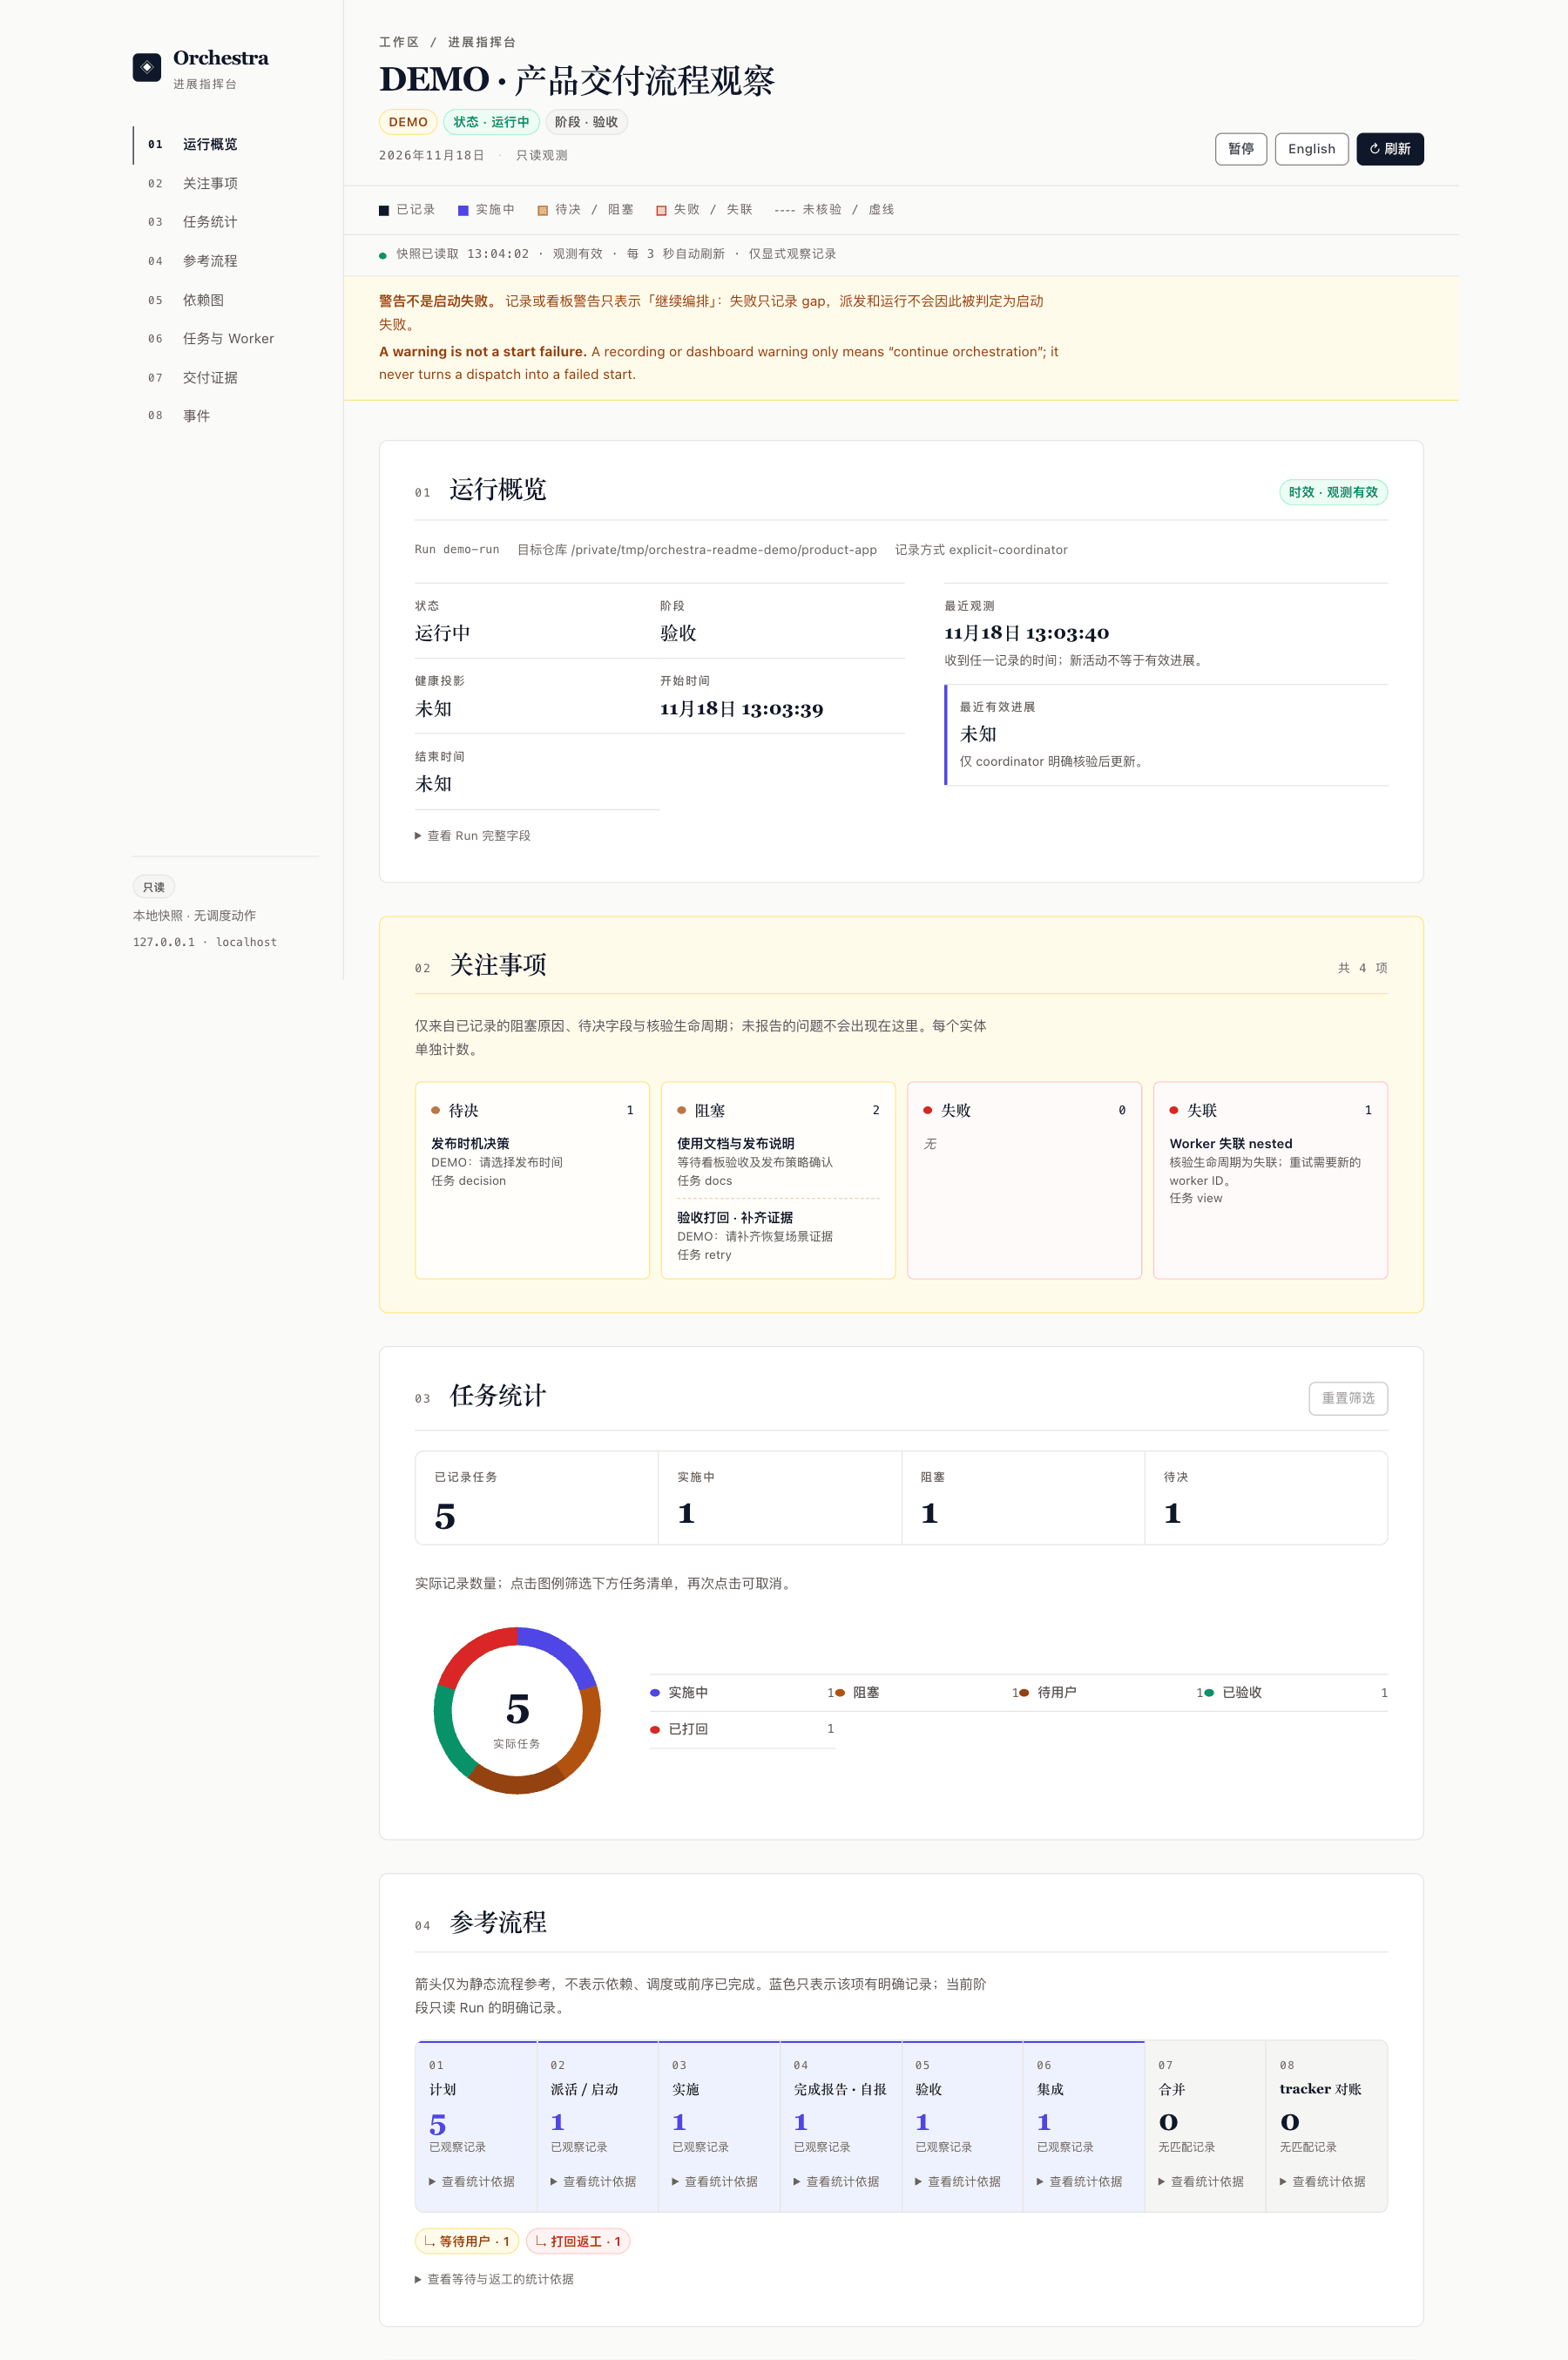 Orchestra
进展指挥台
01 运行概览
02 关注事项
03 任务统计
04 参考流程
05 依赖图
06 任务与 Worker
07 交付证据
08 事件
只读
本地快照 · 无调度动作
127.0.0.1 · localhost
工作区 / 进展指挥台
DEMO · 产品交付流程观察
DEMO 状态 · 运行中 阶段 · 验收
2026年11月18日 · 只读观测
暂停 English ↻ 刷新
已记录 实施中 待决 / 阻塞 失败 / 失联 ---- 未核验 / 虚线
快照已读取 13:04:02 · 观测有效 · 每 3 秒自动刷新 · 仅显式观察记录
警告不是启动失败。 记录或看板警告只表示「继续编排」：失败只记录 gap，派发和运行不会因此被判定为启动
失败。
A warning is not a start failure. A recording or dashboard warning only means “continue orchestration”; it
never turns a dispatch into a failed start.
01 运行概览 时效 · 观测有效
Run demo-run 目标仓库 /private/tmp/orchestra-readme-demo/product-app 记录方式 explicit-coordinator
状态
运行中
阶段
验收
健康投影
未知
开始时间
11月18日 13:03:39
结束时间
未知
最近观测
11月18日 13:03:40
收到任一记录的时间；新活动不等于有效进展。
最近有效进展
未知
仅 coordinator 明确核验后更新。
▶ 查看 Run 完整字段
02 关注事项 共 4 项
仅来自已记录的阻塞原因、待决字段与核验生命周期；未报告的问题不会出现在这里。每个实体
单独计数。
待决 1
发布时机决策
DEMO：请选择发布时间
任务 decision
阻塞 2
使用文档与发布说明
等待看板验收及发布策略确认
任务 docs
验收打回 · 补齐证据
DEMO：请补齐恢复场景证据
任务 retry
失败 0
无
失联 1
Worker 失联 nested
核验生命周期为失联；重试需要新的
worker ID。
任务 view
03 任务统计 重置筛选
已记录任务
5
实施中
1
阻塞
1
待决
1
实际记录数量；点击图例筛选下方任务清单，再次点击可取消。
5
实际任务
实施中 1 阻塞 1 待用户 1 已验收 1
已打回 1
04 参考流程
箭头仅为静态流程参考，不表示依赖、调度或前序已完成。蓝色只表示该项有明确记录；当前阶
段只读 Run 的明确记录。
01
计划
5
已观察记录
▶ 查看统计依据
02
派活 / 启动
1
已观察记录
▶ 查看统计依据
03
实施
1
已观察记录
▶ 查看统计依据
04
完成报告 · 自报
1
已观察记录
▶ 查看统计依据
05
验收
1
已观察记录
▶ 查看统计依据
06
集成
1
已观察记录
▶ 查看统计依据
07
合并
0
无匹配记录
▶ 查看统计依据
08
tracker 对账
0
无匹配记录
▶ 查看统计依据
等待用户 · 1 打回返工 · 1
▶ 查看等待与返工的统计依据